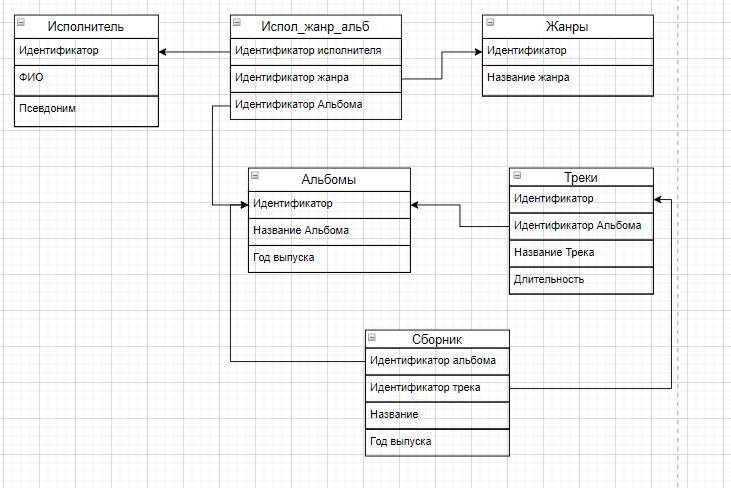 Исполнитель
Идентификатор
ФИО
Псевдоним
Испол_жанр_альб
Идентификатор исполнителя
Идентификатор жанра
Идентификатор Альбома
Жанры
Идентификатор
Название жанра
Альбомы
Идентификатор
Название Альбома
Год выпуска
Треки
Идентификатор
Идентификатор Альбома
Название Трека
Длительность
Сборник
Идентификатор альбома
Идентификатор трека
Название
Год выпуска